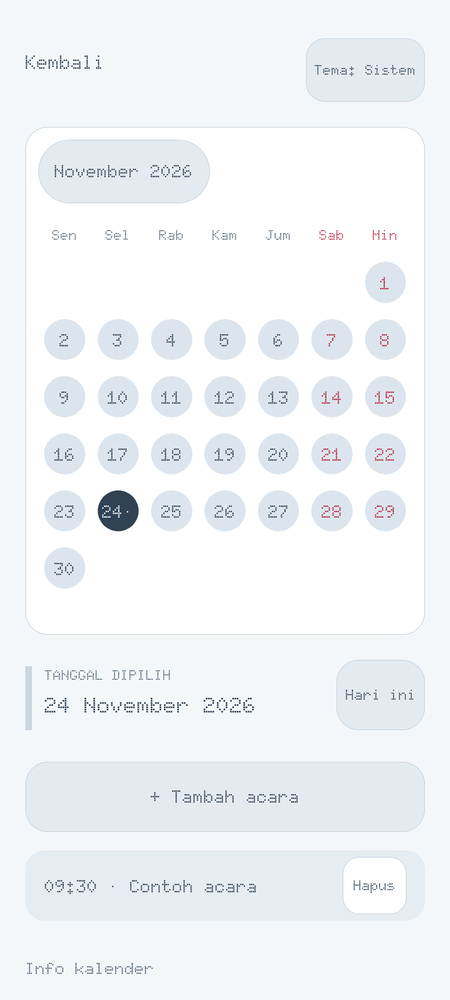 Kembali
Tema: Sistem
November 2026
Sen Sel Rab Kam Jum Sab Min
1
2 3 4 5 6 7 8
9 10 11 12 13 14 15
16 17 18 19 20 21 22
23 24· 25 26 27 28 29
30
TANGGAL DIPILIH
24 November 2026
Hari ini
+ Tambah acara
09:30 · Contoh acara
Hapus
Info kalender